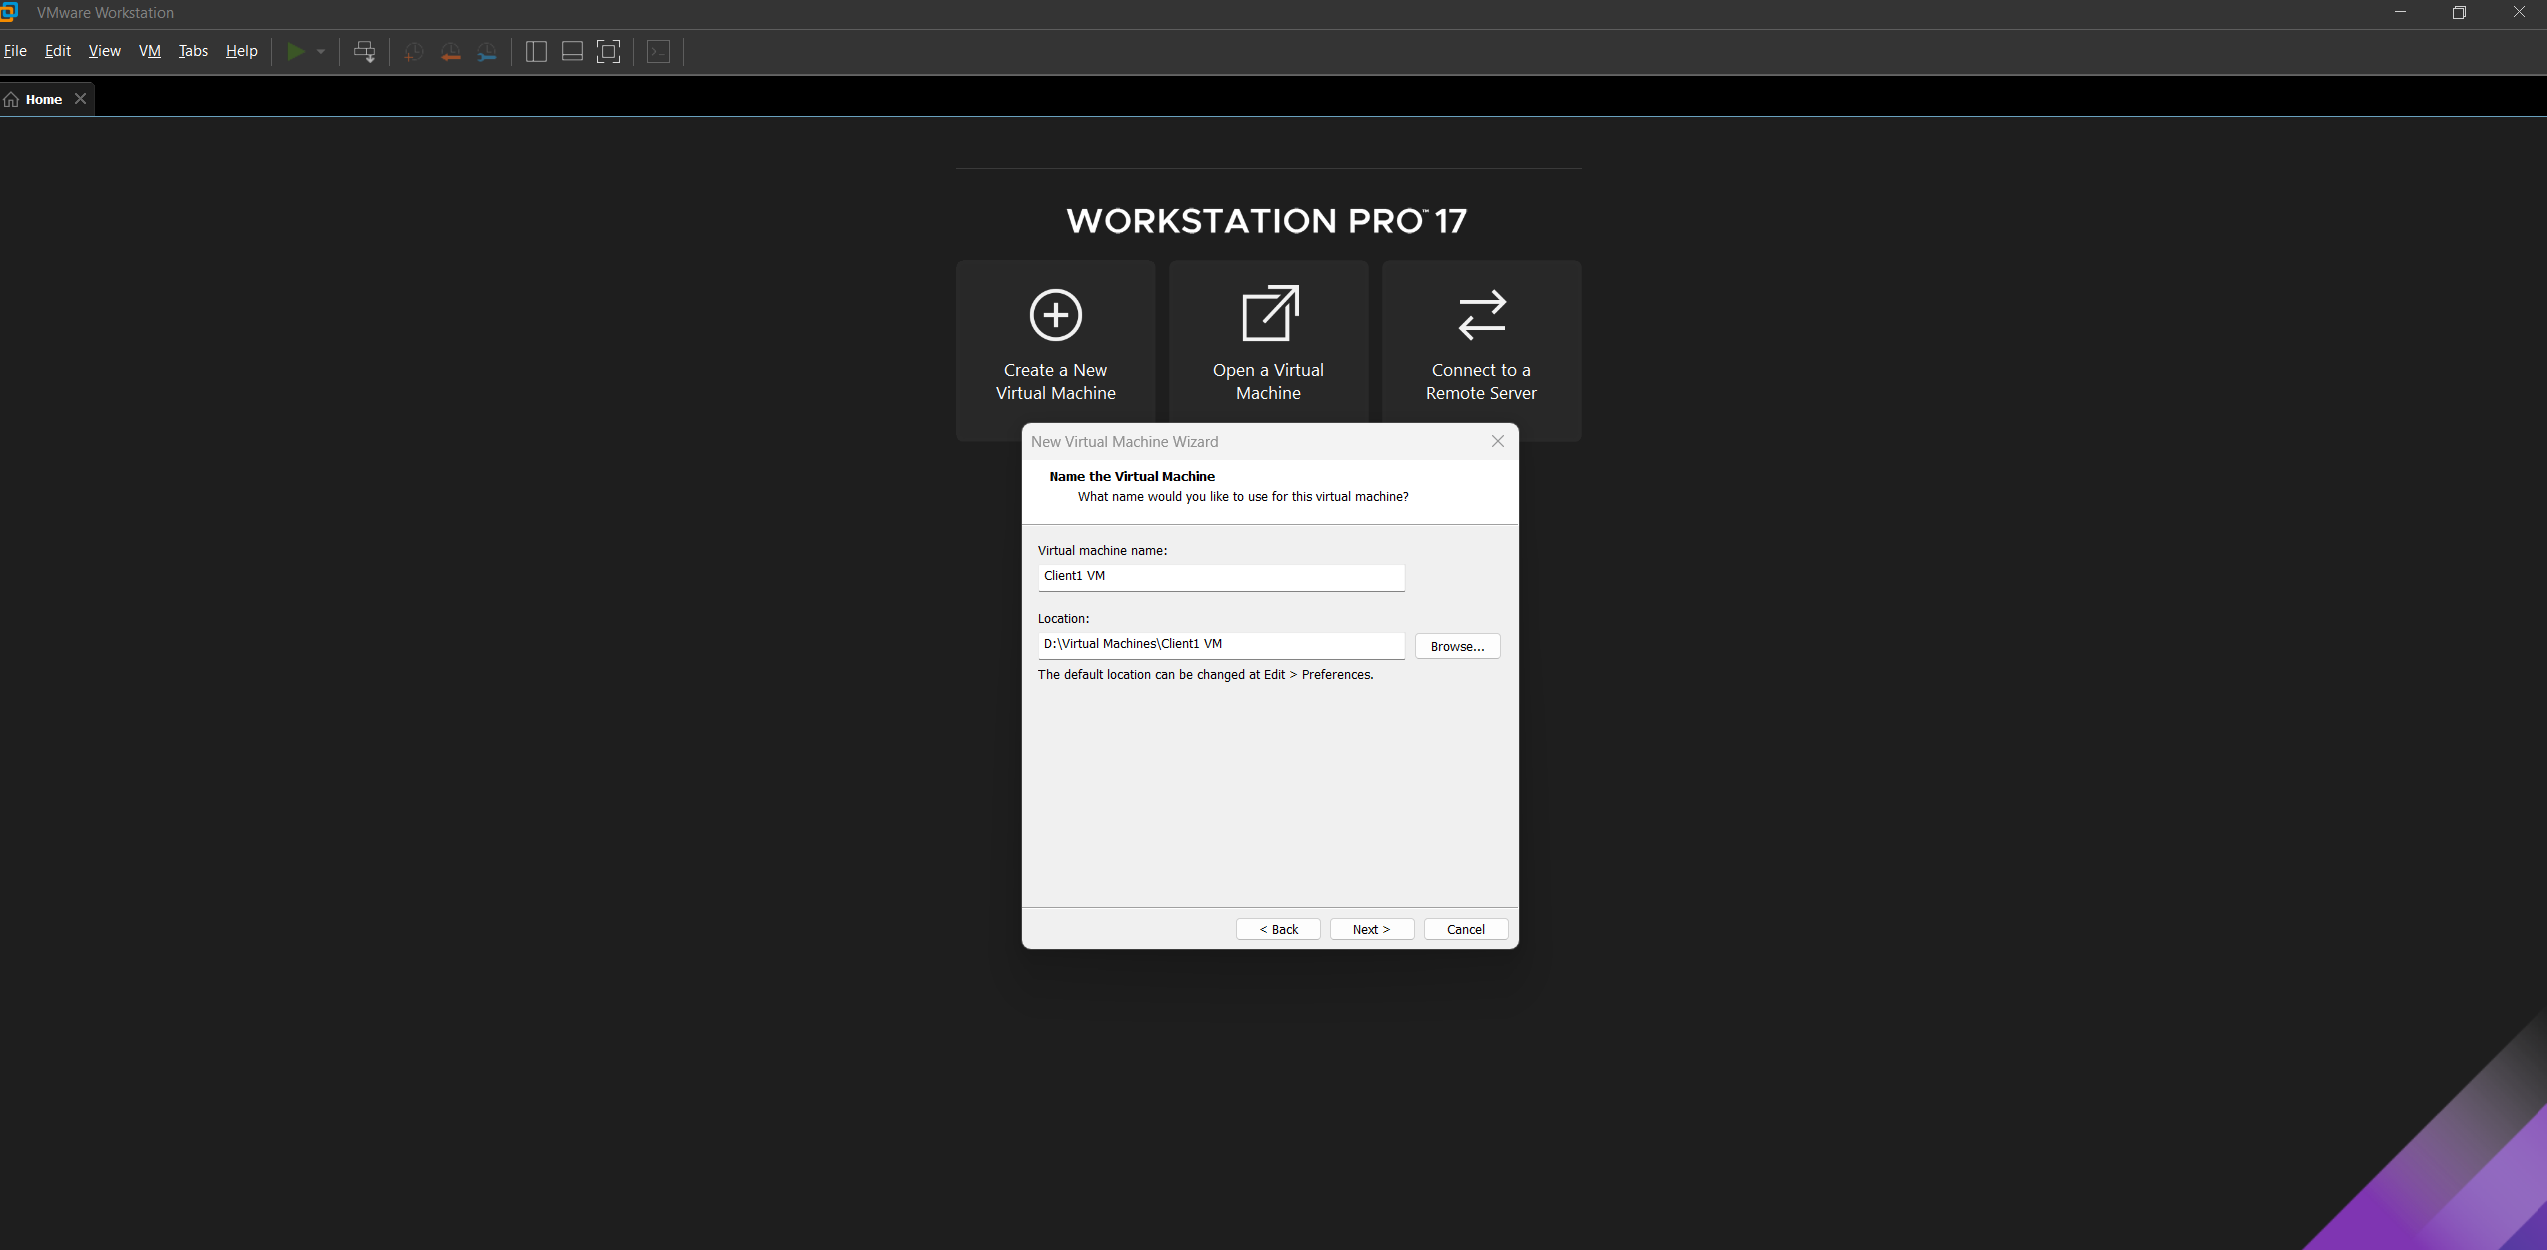 VMware Workstation
File Edit View VM Tabs Help
Home
WORKSTATION PRO™ 17
Create a New
Virtual Machine
Open a Virtual
Machine
Connect to a
Remote Server
New Virtual Machine Wizard
Name the Virtual Machine
What name would you like to use for this virtual machine?
Virtual machine name:
Client1 VM
Location:
D:\Virtual Machines\Client1 VM
Browse...
The default location can be changed at Edit > Preferences.
< Back Next > Cancel